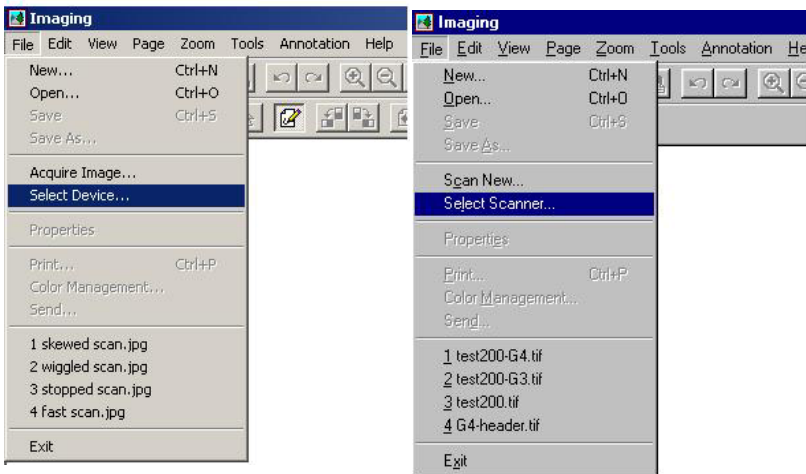 Imaging
File Edit View Page Zoom Tools Annotation Help
New... Ctrl+N
Open... Ctrl+O
Save Ctrl+S
Save As...
Acquire Image...
Select Device...
Properties
Print... Ctrl+P
Color Management...
Send...
1 skewed scan.jpg
2 wiggled scan.jpg
3 stopped scan.jpg
4 fast scan.jpg
Exit
Imaging
File Edit View Page Zoom Tools Annotation He
New... Ctrl+N
Open... Ctrl+O
Save Ctrl+S
Save As...
Scan New...
Select Scanner...
Properties
Print... Ctrl+P
Color Management...
Send...
1 test200-G4.tif
2 test200-G3.tif
3 test200.tif
4 G4-header.tif
Exit